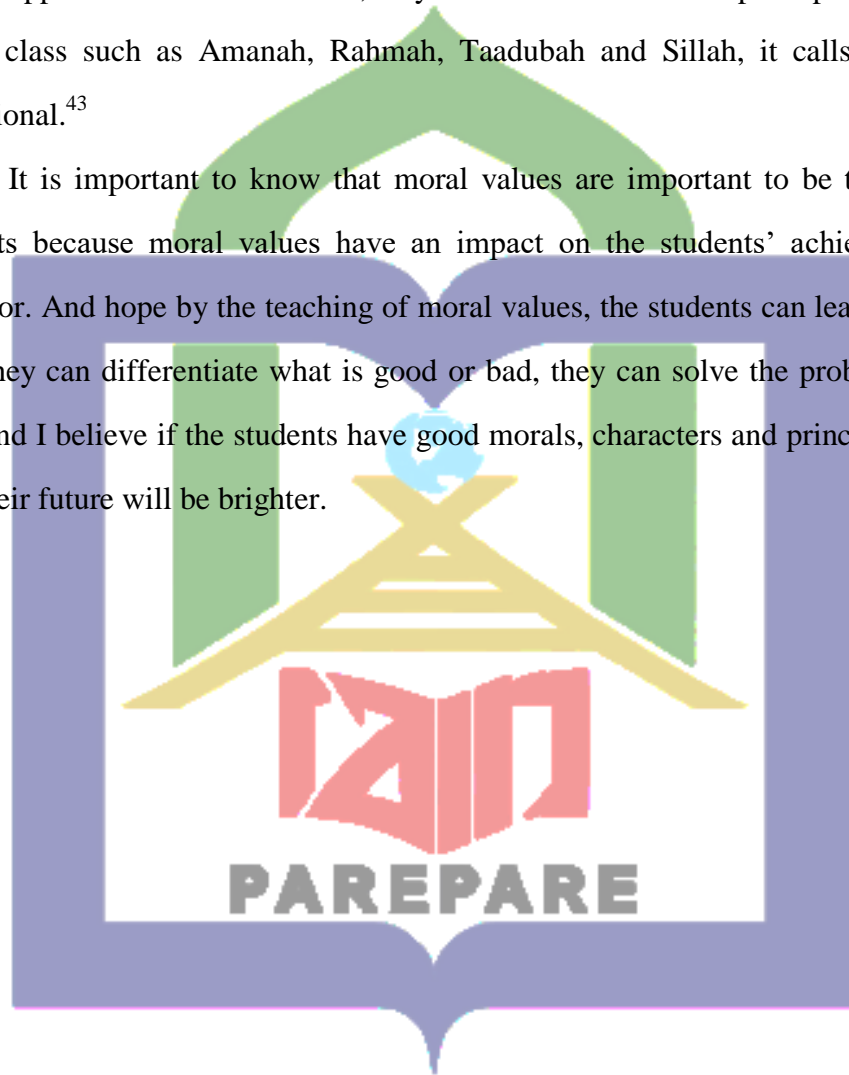 class such as Amanah, Rahmah, Taadubah and Sillah, it calls
ional.43
It is important to know that moral values are important to be t
ts because moral values have an impact on the students’ achie
or. And hope by the teaching of moral values, the students can lea
hey can differentiate what is good or bad, they can solve the prob
nd I believe if the students have good morals, characters and princ
eir future will be brighter.
iain
PAREPARE